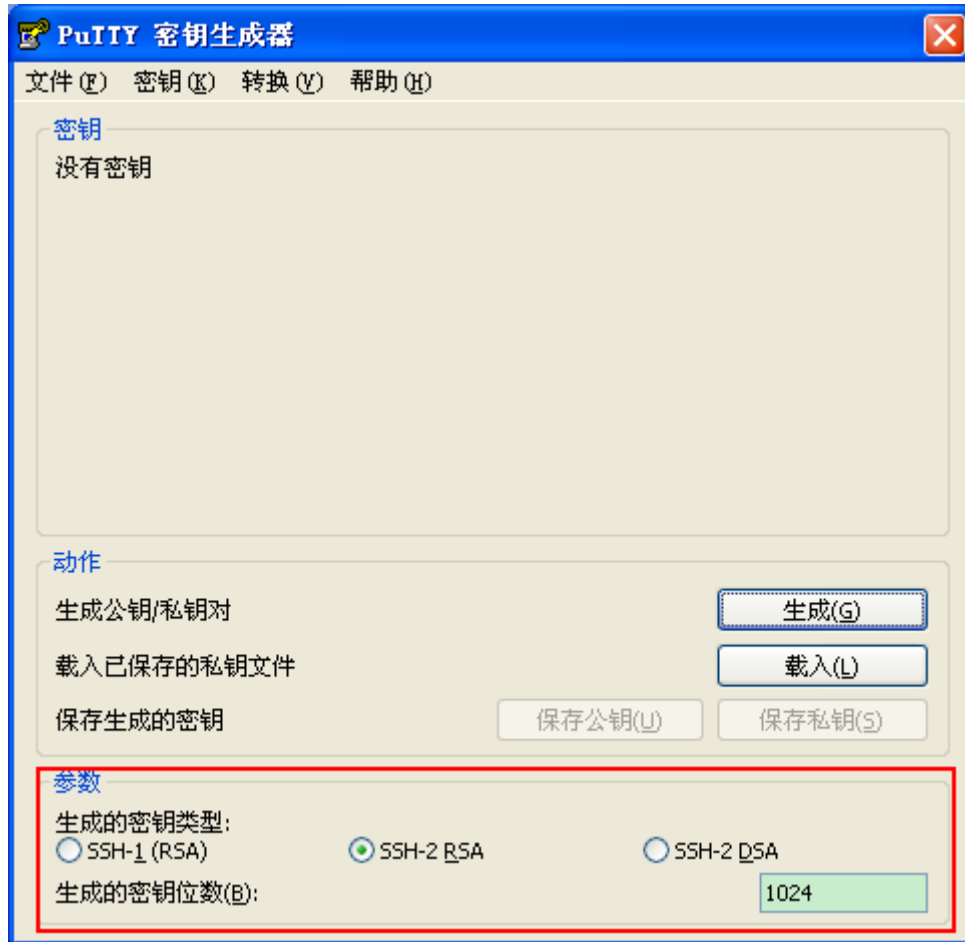 PuTTY 密钥生成器
文件(F) 密钥(K) 转换(V) 帮助(H)
密钥
没有密钥
动作
生成公钥/私钥对 生成(G)
载入已保存的私钥文件 载入(L)
保存生成的密钥 保存公钥(U) 保存私钥(S)
参数
生成的密钥类型:
SSH-1 (RSA) SSH-2 RSA SSH-2 DSA
生成的密钥位数(B): 1024